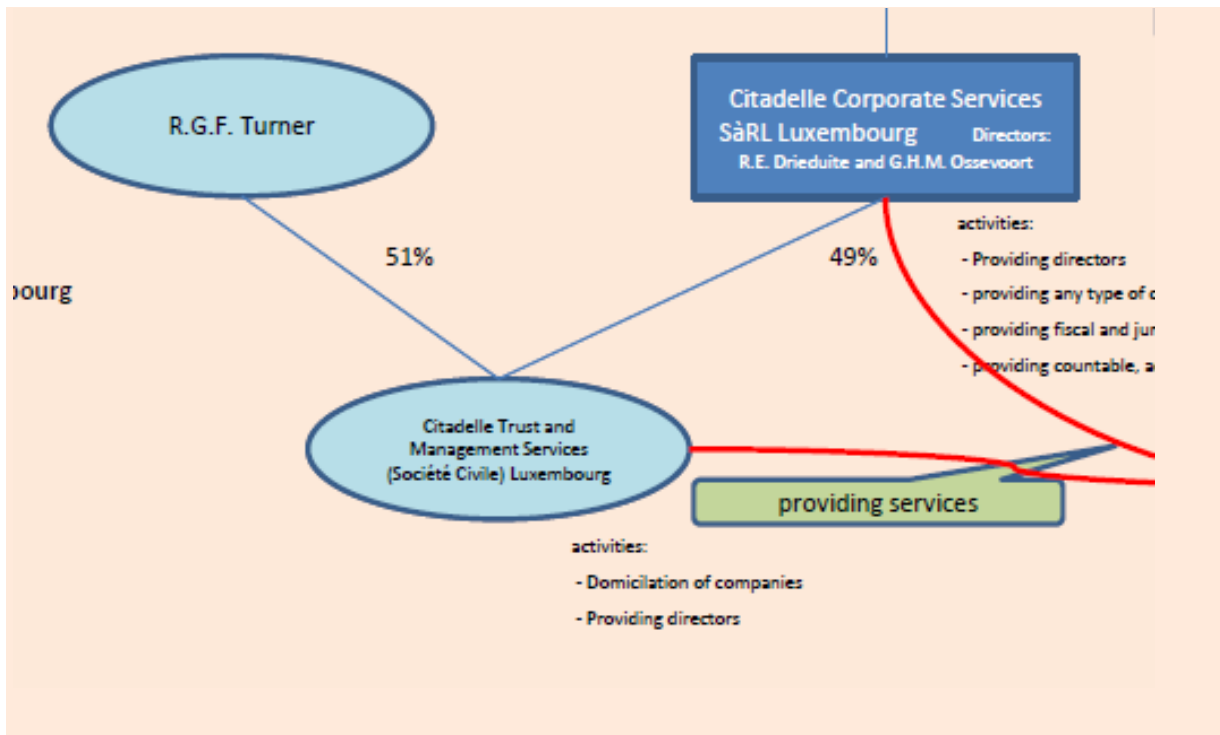 R.G.F. Turner
Citadelle Corporate Services
SàRL Luxembourg Directors:
R.E. Drieduite and G.H.M. Ossevoort
51%
49%
activities:
- Providing directors
- providing any type of
- providing fiscal and
- providing countable,
Citadelle Trust and
Management Services
(Société Civile) Luxembourg
providing services
activities:
- Domicilation of companies
- Providing directors